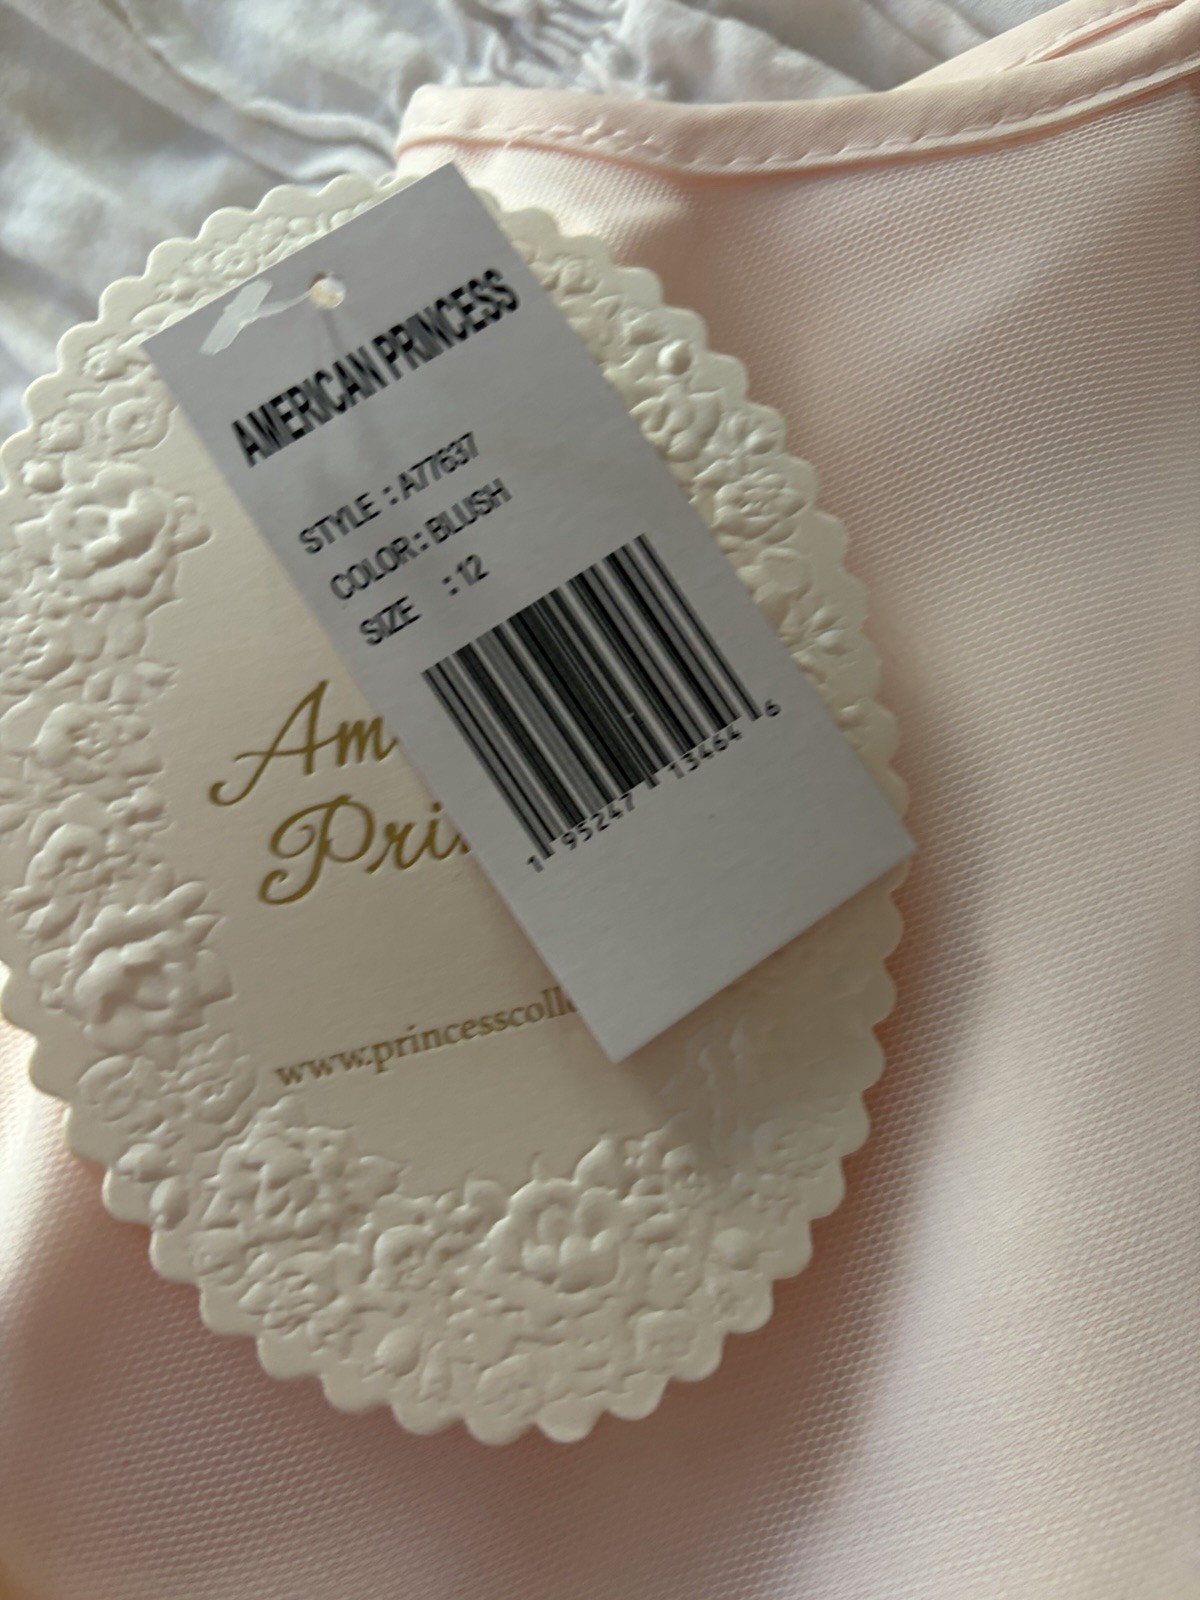 AMERICAN PRINCESS
STYLE : A77637
COLOR : BLUSH
SIZE : 12
1 95247 13464 6
Am
Pri
www.princesscolle